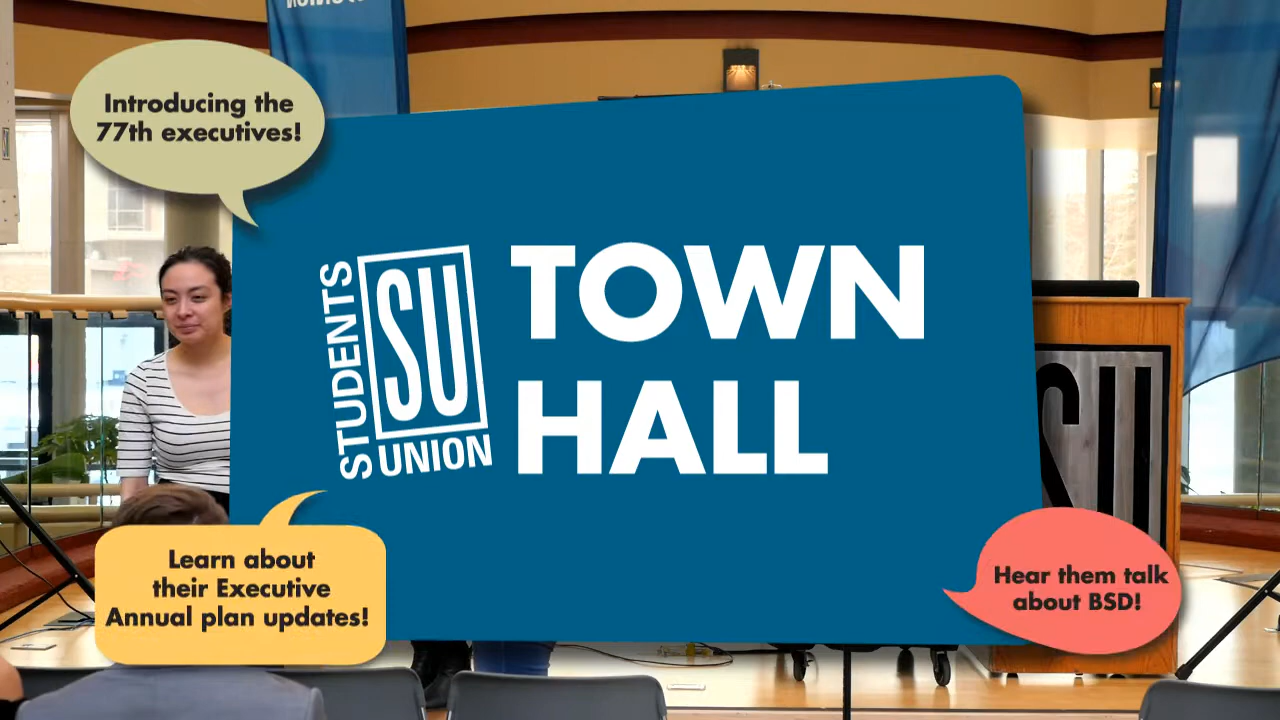 Introducing the
77th executives!
STUDENTS
SU
UNION
TOWN
HALL
Learn about
their Executive
Annual plan updates!
Hear them talk
about BSD!
SU